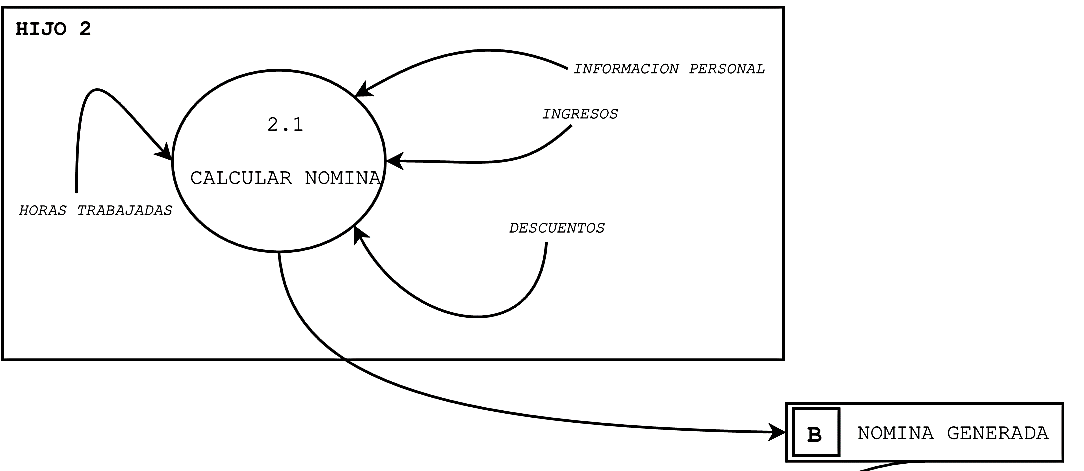 HIJO 2
INFORMACION PERSONAL
INGRESOS
2.1
CALCULAR NOMINA
HORAS TRABAJADAS
DESCUENTOS
B
NOMINA GENERADA